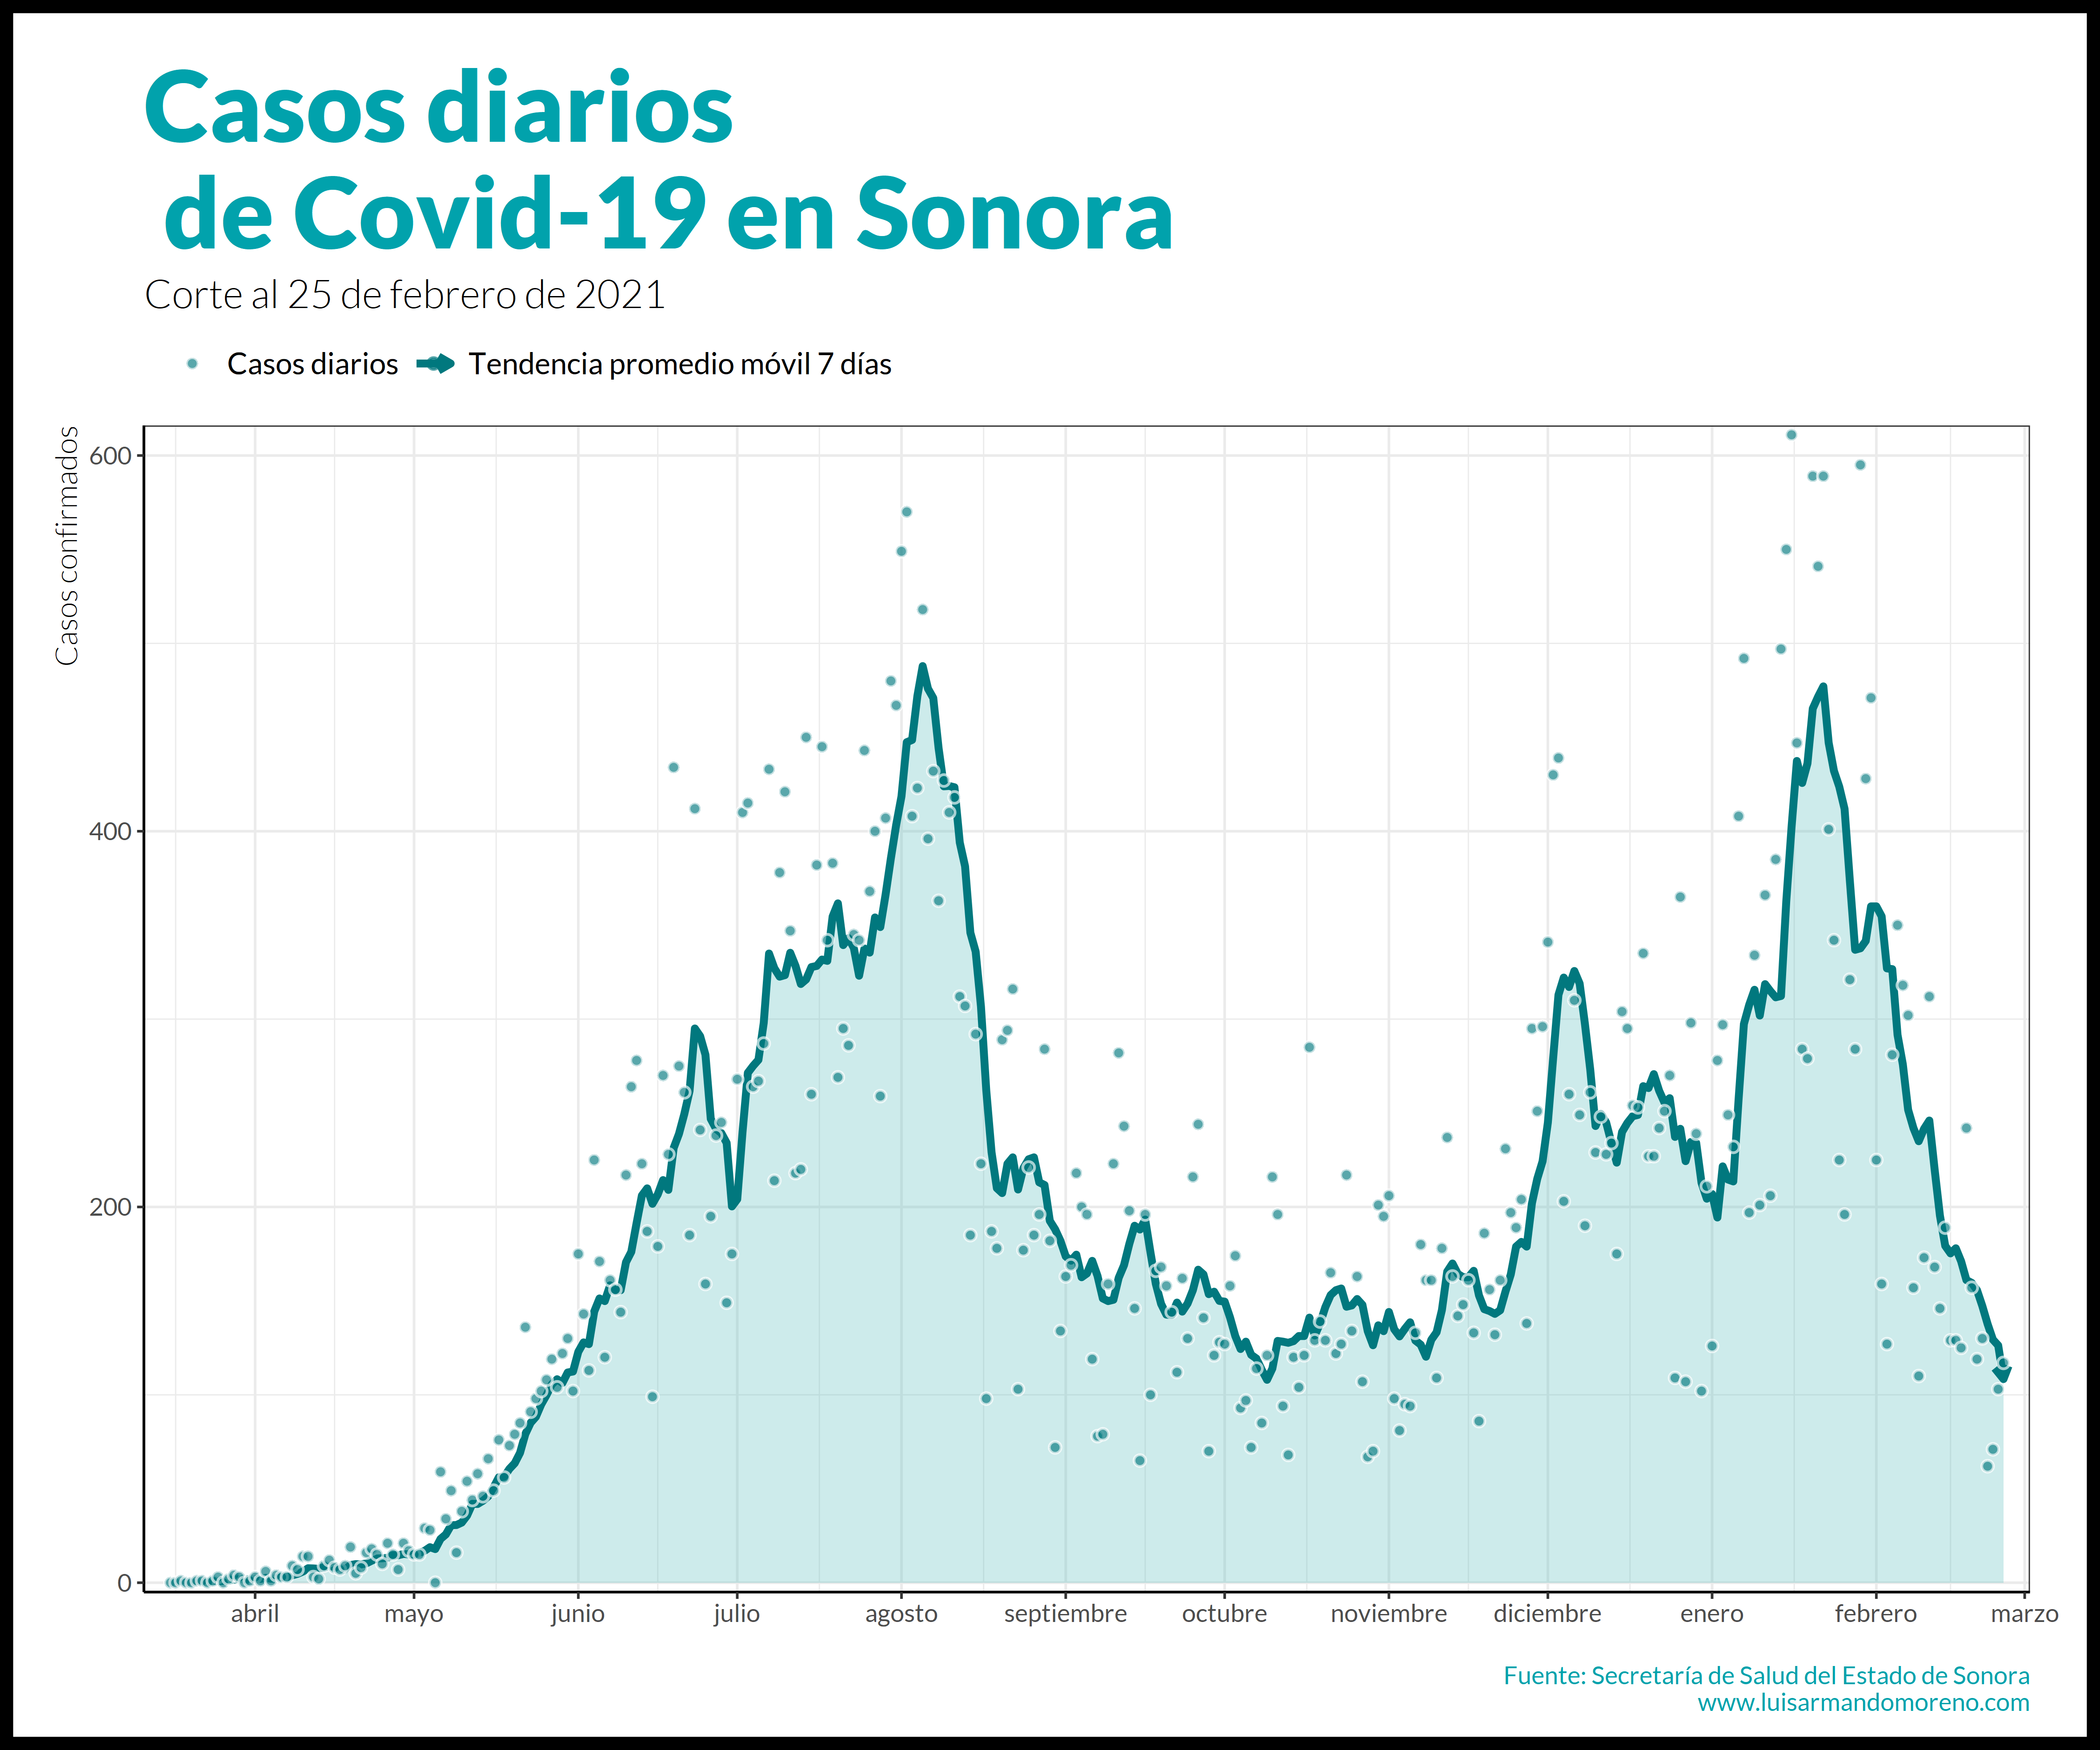 Casos diarios
de Covid-19 en Sonora
Corte al 25 de febrero de 2021
Casos diarios Tendencia promedio móvil 7 días
Casos confirmados
600
400
200
0
abril mayo junio julio agosto septiembre octubre noviembre diciembre enero febrero marzo
Fuente: Secretaría de Salud del Estado de Sonora
www.luisarmandomoreno.com